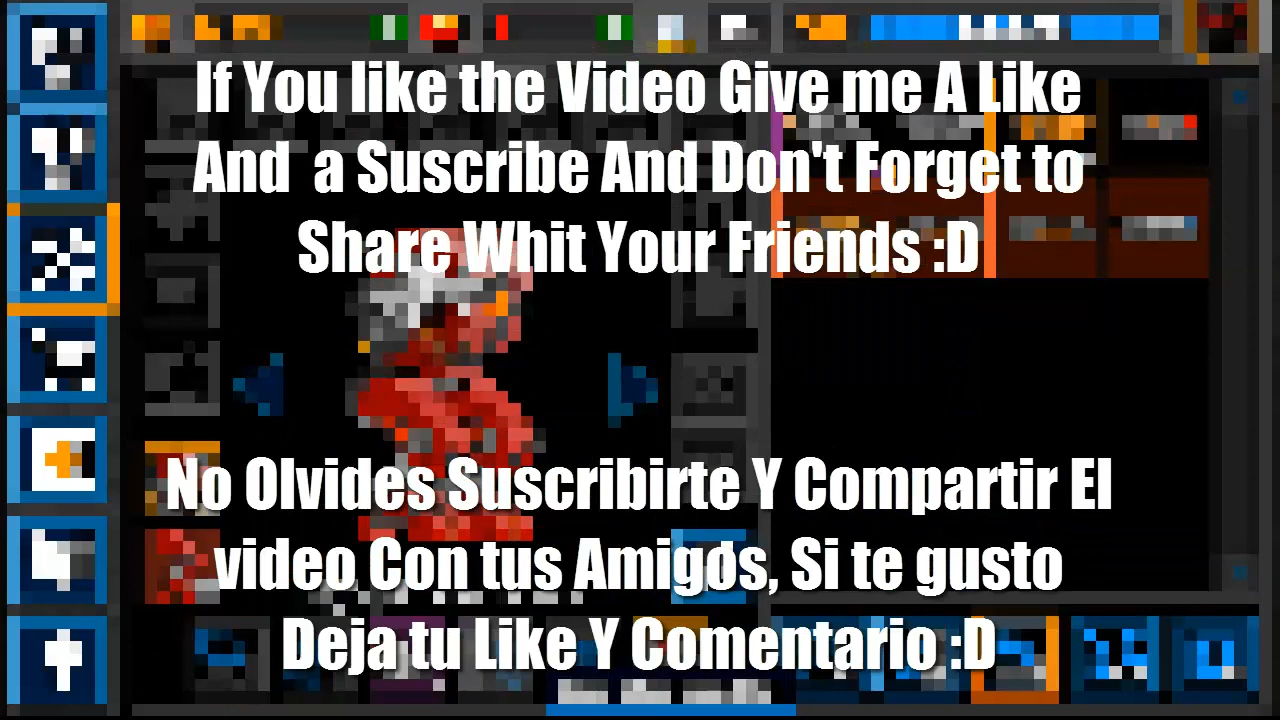 If You like the Video Give me A Like
And a Suscribe And Don't Forget to
Share Whit Your Friends :D
No Olvides Suscribirte Y Compartir El
video Con tus Amigos, Si te gusto
Deja tu Like Y Comentario :D